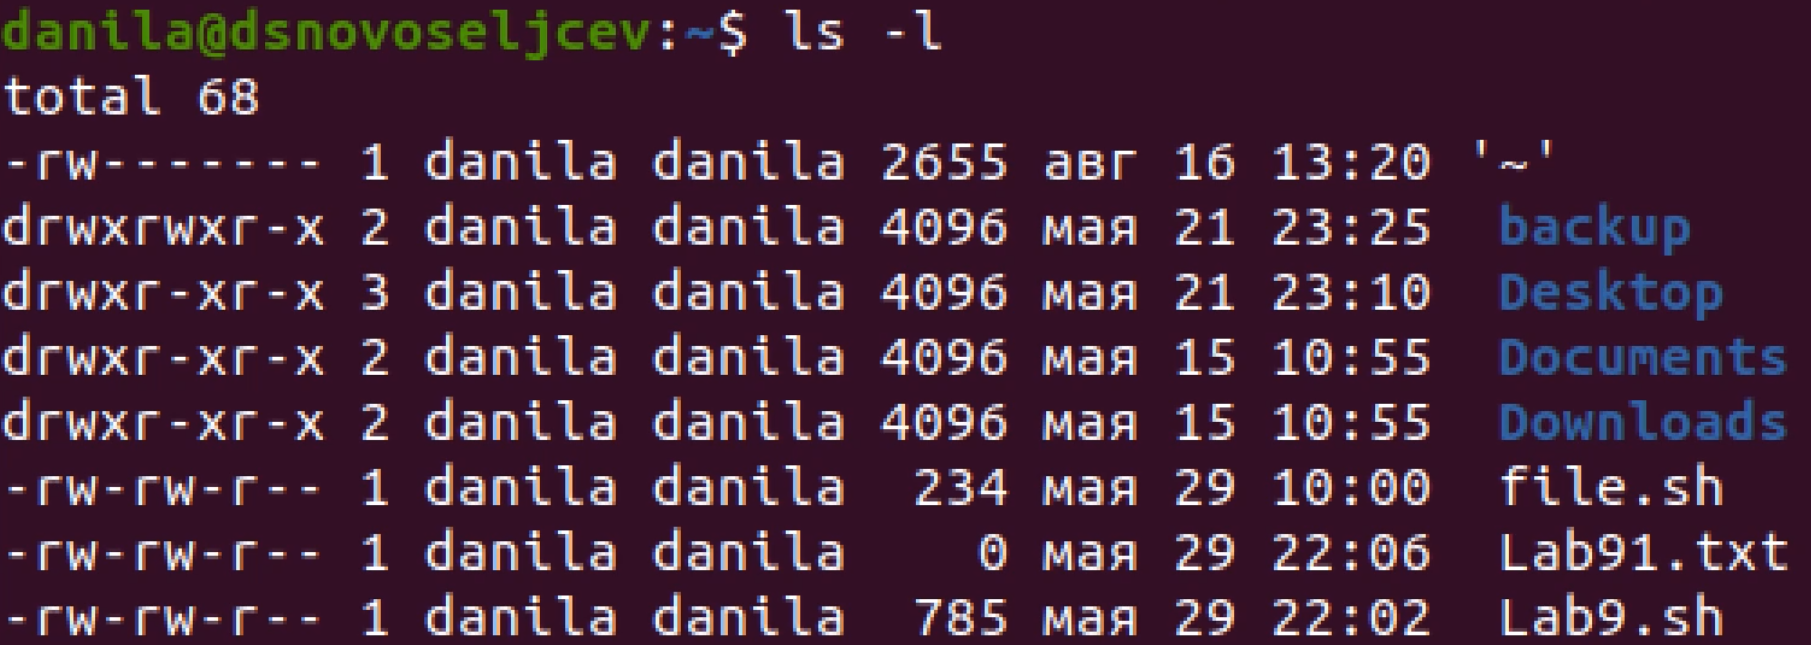 danila@dsnovoseljcev:~$ ls -l
total 68
-rw------- 1 danila danila 2655 авг 16 13:20 '~'
drwxrwxr-x 2 danila danila 4096 мая 21 23:25  backup
drwxr-xr-x 3 danila danila 4096 мая 21 23:10  Desktop
drwxr-xr-x 2 danila danila 4096 мая 15 10:55  Documents
drwxr-xr-x 2 danila danila 4096 мая 15 10:55  Downloads
-rw-rw-r-- 1 danila danila  234 мая 29 10:00  file.sh
-rw-rw-r-- 1 danila danila    0 мая 29 22:06  Lab91.txt
-rw-rw-r-- 1 danila danila  785 мая 29 22:02  Lab9.sh